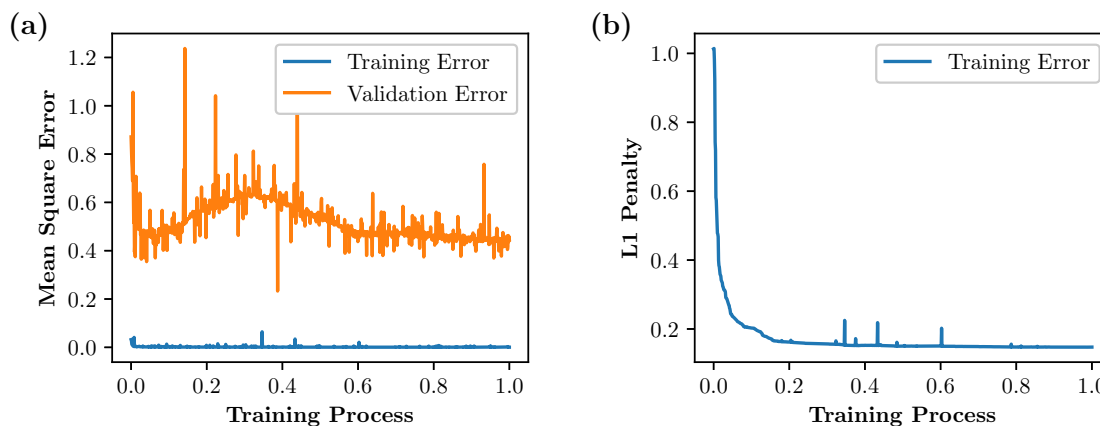 (a)
Mean Square Error
1.2
1.0
0.8
0.6
0.4
0.2
0.0
Training Error
Validation Error
0.0 0.2 0.4 0.6 0.8 1.0
Training Process
(b)
L1 Penalty
1.0
0.8
0.6
0.4
0.2
Training Error
0.0 0.2 0.4 0.6 0.8 1.0
Training Process